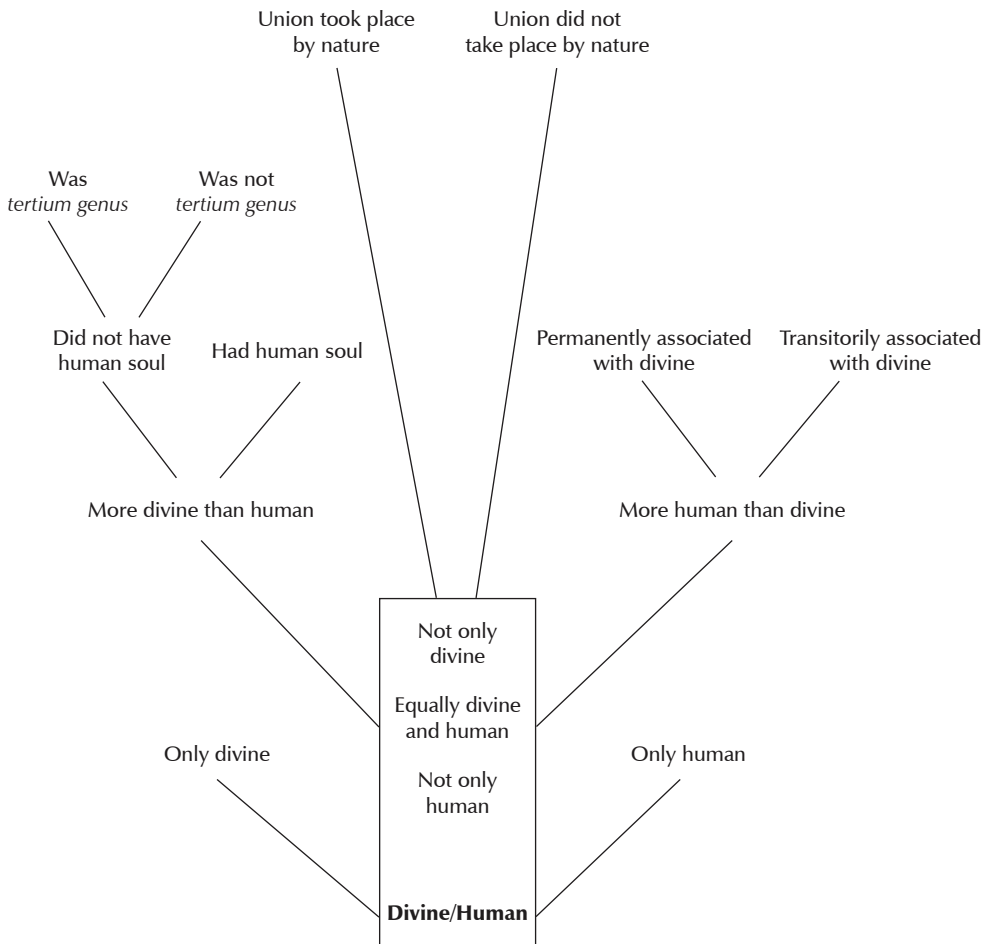 Union took place
by nature
Union did not
take place by nature
Was
tertium genus
Was not
tertium genus
Did not have
human soul
Had human soul
Permanently associated
with divine
Transitorily associated
with divine
More divine than human
More human than divine
Not only
divine
Equally divine
and human
Only divine
Only human
Not only
human
Divine/Human